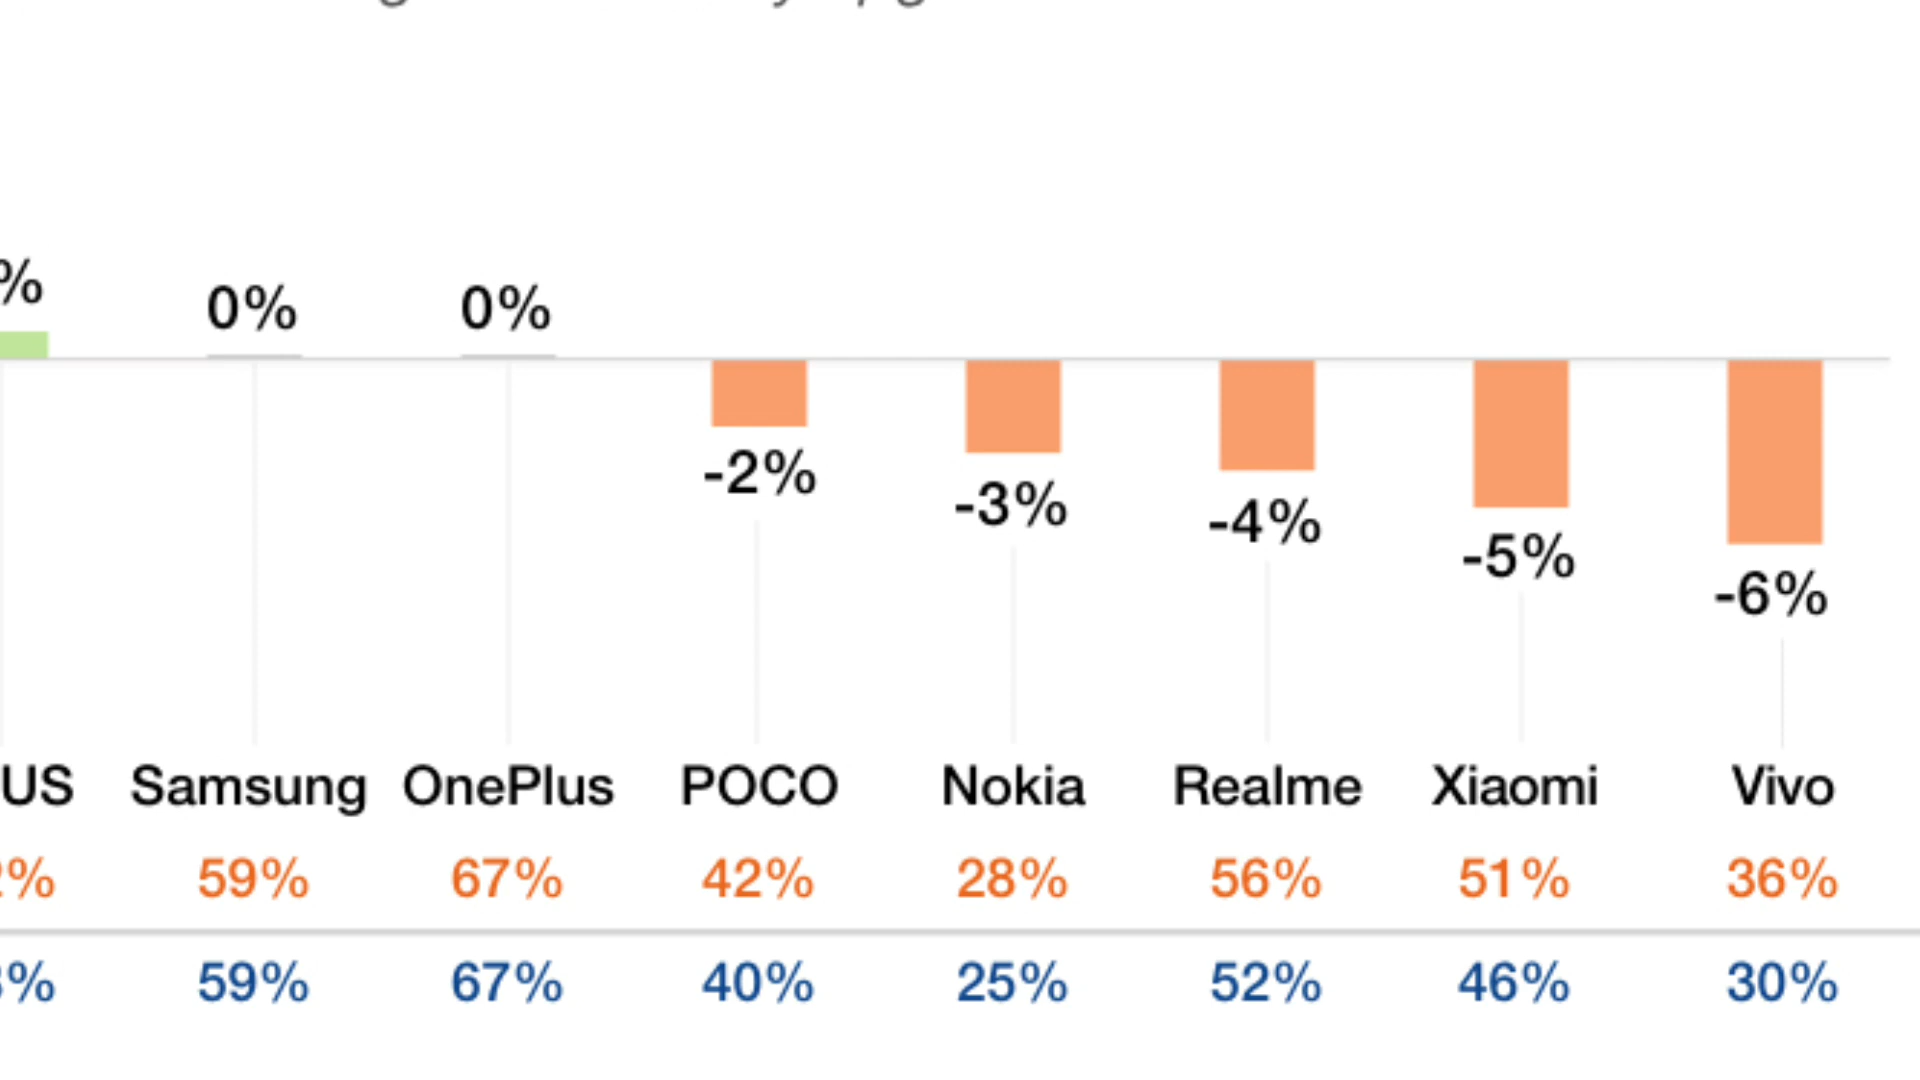 0% 0%
-2% -3% -4% -5% -6%
US Samsung OnePlus POCO Nokia Realme Xiaomi Vivo
% 59% 67% 42% 28% 56% 51% 36%
% 59% 67% 40% 25% 52% 46% 30%